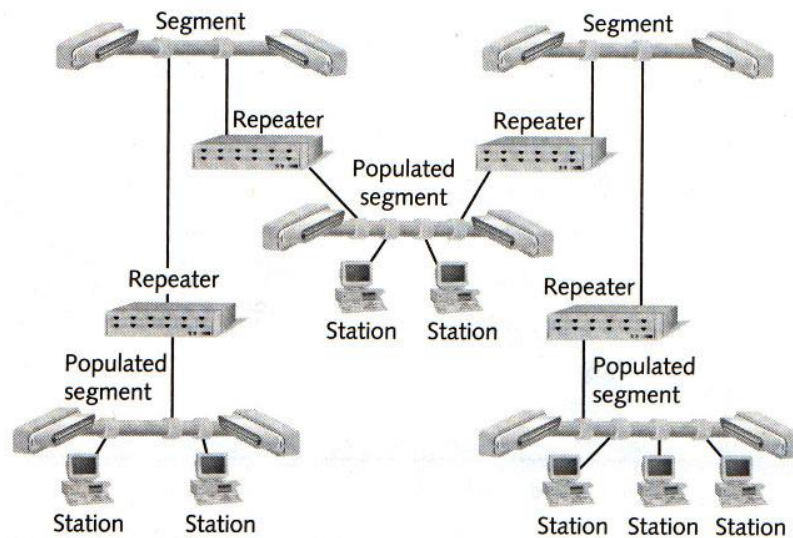 Segment
Segment
Repeater
Repeater
Populated
segment
Repeater
Station
Station
Repeater
Populated
segment
Populated
segment
Station
Station
Station
Station
Station